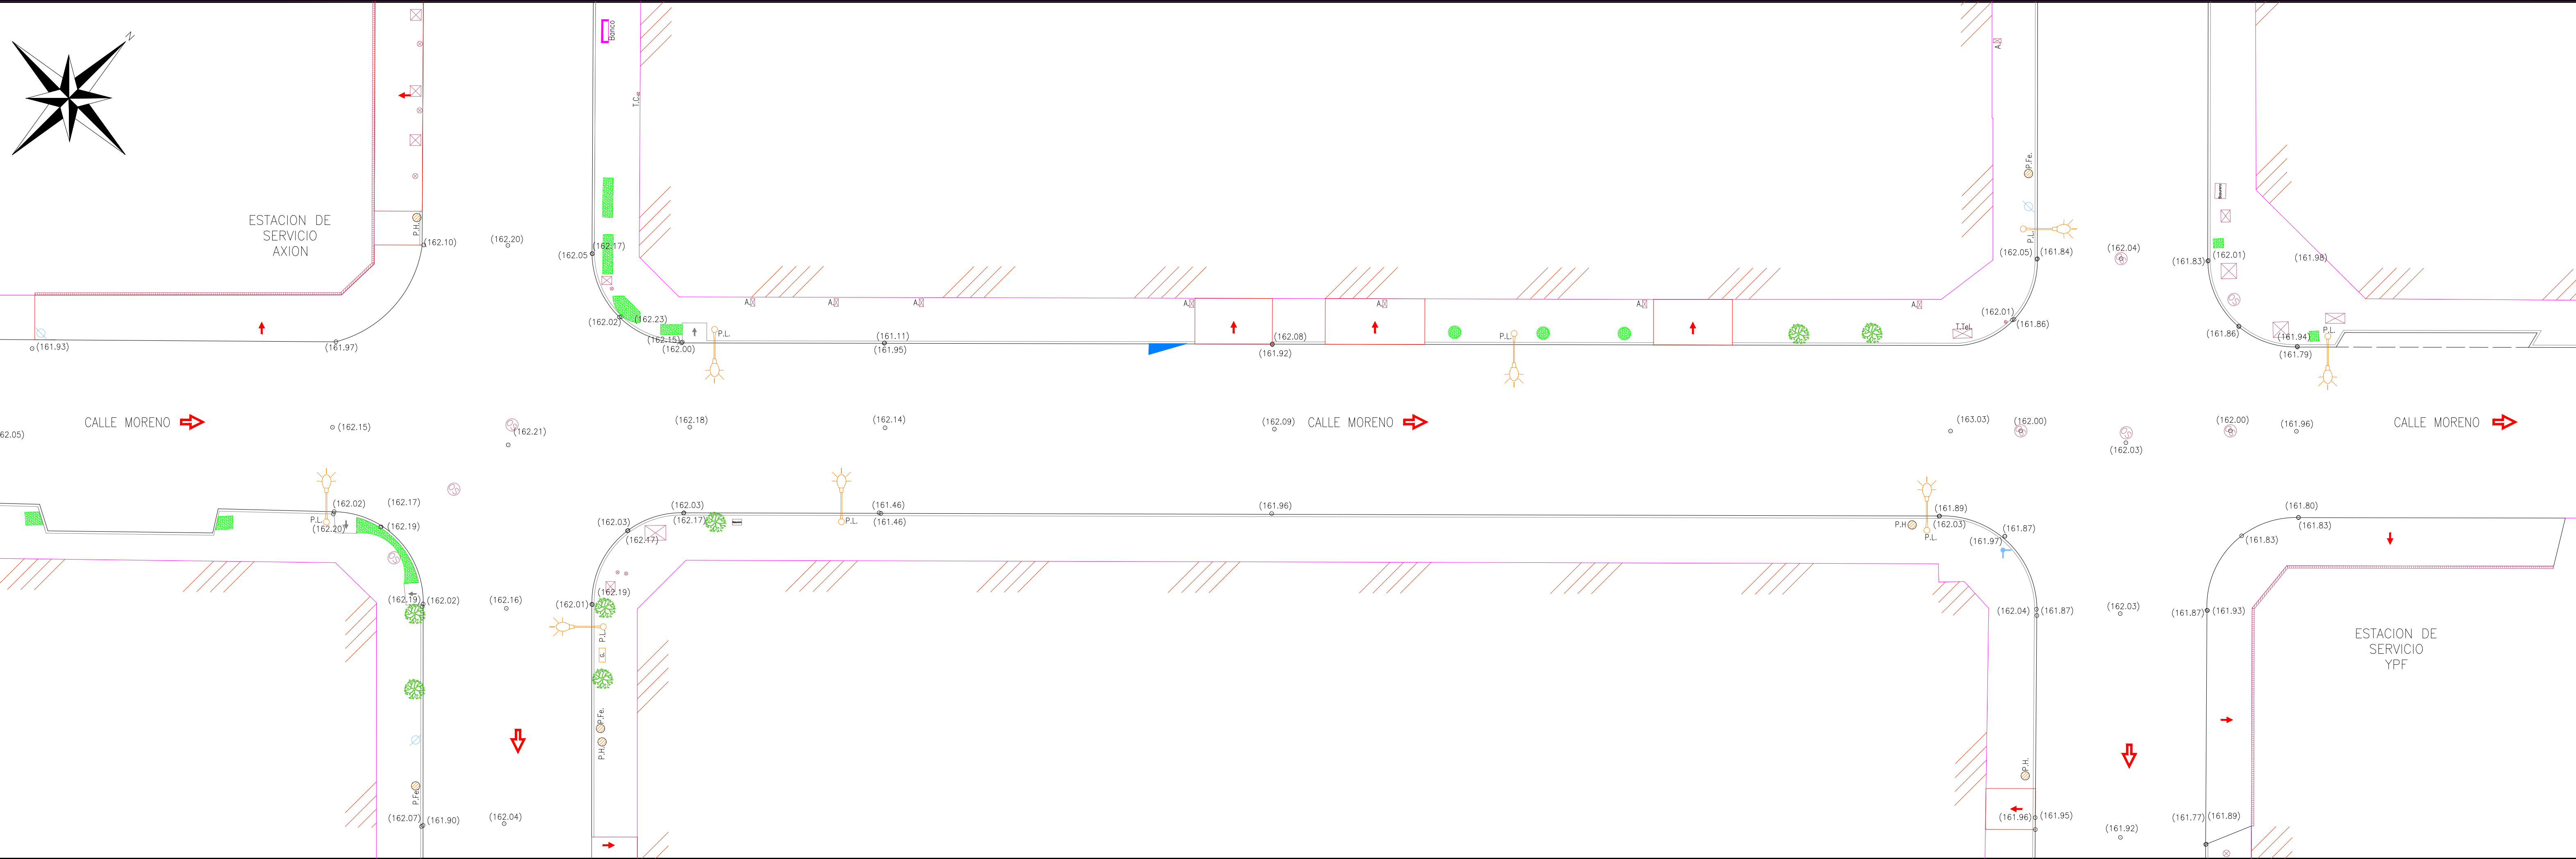 N
Banco
T.C.
A.
P.Fe.
ESTACION DE
SERVICIO
AXION
P.H.
(162.10)
(162.20)
(162.17)
(162.05
P.L.
(162.05)
(161.84)
(162.04)
(161.83)
(162.01)
(161.98)
A.
A.
A.
A.
A.
A.
A.
(162.02)
(162.23)
(162.01)
(161.86)
T.Tel.
(161.86)
P.L.
P.L.
P.L.
(161.93)
(161.97)
(162.15)
(162.00)
(161.11)
(161.95)
(162.08)
(161.92)
(161.94)
(161.79)
CALLE MORENO
(162.15)
(162.21)
(162.18)
(162.14)
(162.09)
CALLE MORENO
(163.03)
(162.00)
(162.03)
(162.00)
(161.96)
CALLE MORENO
62.05)
(162.02)
(162.17)
P.L.
(162.20)
(162.19)
(162.03)
(162.17)
(162.03)
(162.17)
P.L.
(161.46)
(161.46)
(161.96)
P.H
P.L.
(161.89)
(162.03)
(161.87)
(161.97)
(161.80)
(161.83)
(161.83)
(162.19)
(162.02)
(162.16)
(162.01)
(162.19)
(162.04)
(161.87)
(162.03)
(161.87)
(161.93)
P.L.
G.
ESTACION DE
SERVICIO
YPF
P.Fe.
P.H.
P.H.
P.Fe
(162.07)
(161.90)
(162.04)
(161.96)
(161.95)
(161.92)
(161.77)
(161.89)